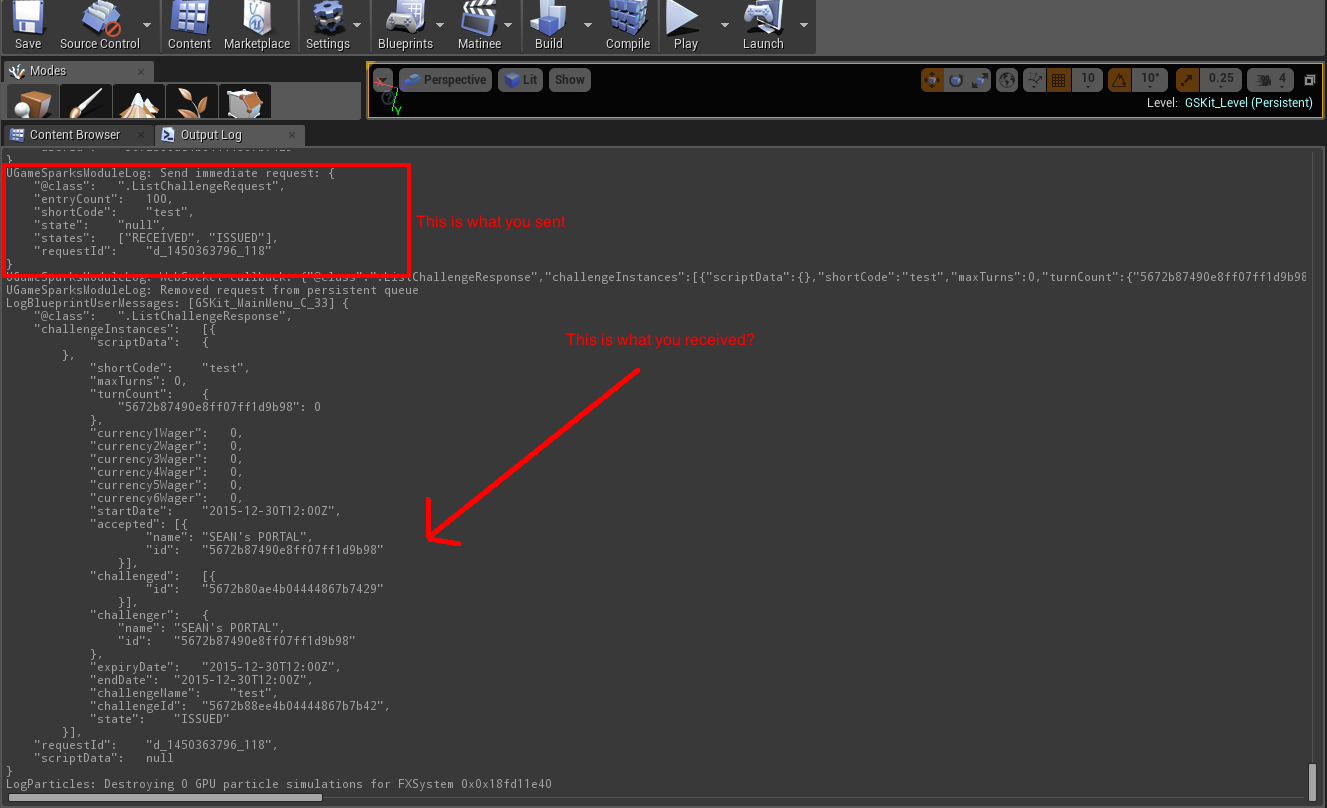 Save
Source Control
Content
Marketplace
Settings
Blueprints
Matinee
Build
Compile
Play
Launch
Modes
Perspective
Lit
Show
10
10°
0.25
4
Level: GSKit_Level (Persistent)
Content Browser
Output Log
}
UGameSparksModuleLog: Send immediate request: {
"@class": ".ListChallengeRequest",
"entryCount": 100,
"shortCode": "test",
"state": "null",
"states": ["RECEIVED", "ISSUED"],
"requestId": "d_1450363796_118"
}
This is what you sent
UGameSparksModuleLog: WebSocket callback: {"@class":".ListChallengeResponse","challengeInstances":[{"scriptData":{},"shortCode":"test","maxTurns":0,"turnCount":{"5672b87490e8ff07ff1d9b98
UGameSparksModuleLog: Removed request from persistent queue
LogBlueprintUserMessages: [GSKit_MainMenu_C_33] {
"@class": ".ListChallengeResponse",
"challengeInstances": [{
"scriptData": {
},
This is what you received?
"shortCode": "test",
"maxTurns": 0,
"turnCount": {
"5672b87490e8ff07ff1d9b98": 0
},
"currency1Wager": 0,
"currency2Wager": 0,
"currency3Wager": 0,
"currency4Wager": 0,
"currency5Wager": 0,
"currency6Wager": 0,
"startDate": "2015-12-30T12:00Z",
"accepted": [{
"name": "SEAN's PORTAL",
"id": "5672b87490e8ff07ff1d9b98"
}],
"challenged": [{
"id": "5672b80ae4b04444867b7429"
}],
"challenger": {
"name": "SEAN's PORTAL",
"id": "5672b87490e8ff07ff1d9b98"
},
"expiryDate": "2015-12-30T12:00Z",
"endDate": "2015-12-30T12:00Z",
"challengeName": "test",
"challengeId": "5672b88ee4b04444867b7b42",
"state": "ISSUED"
}],
"requestId": "d_1450363796_118",
"scriptData": null
}
LogParticles: Destroying 0 GPU particle simulations for FXSystem 0x0x18fd11e40